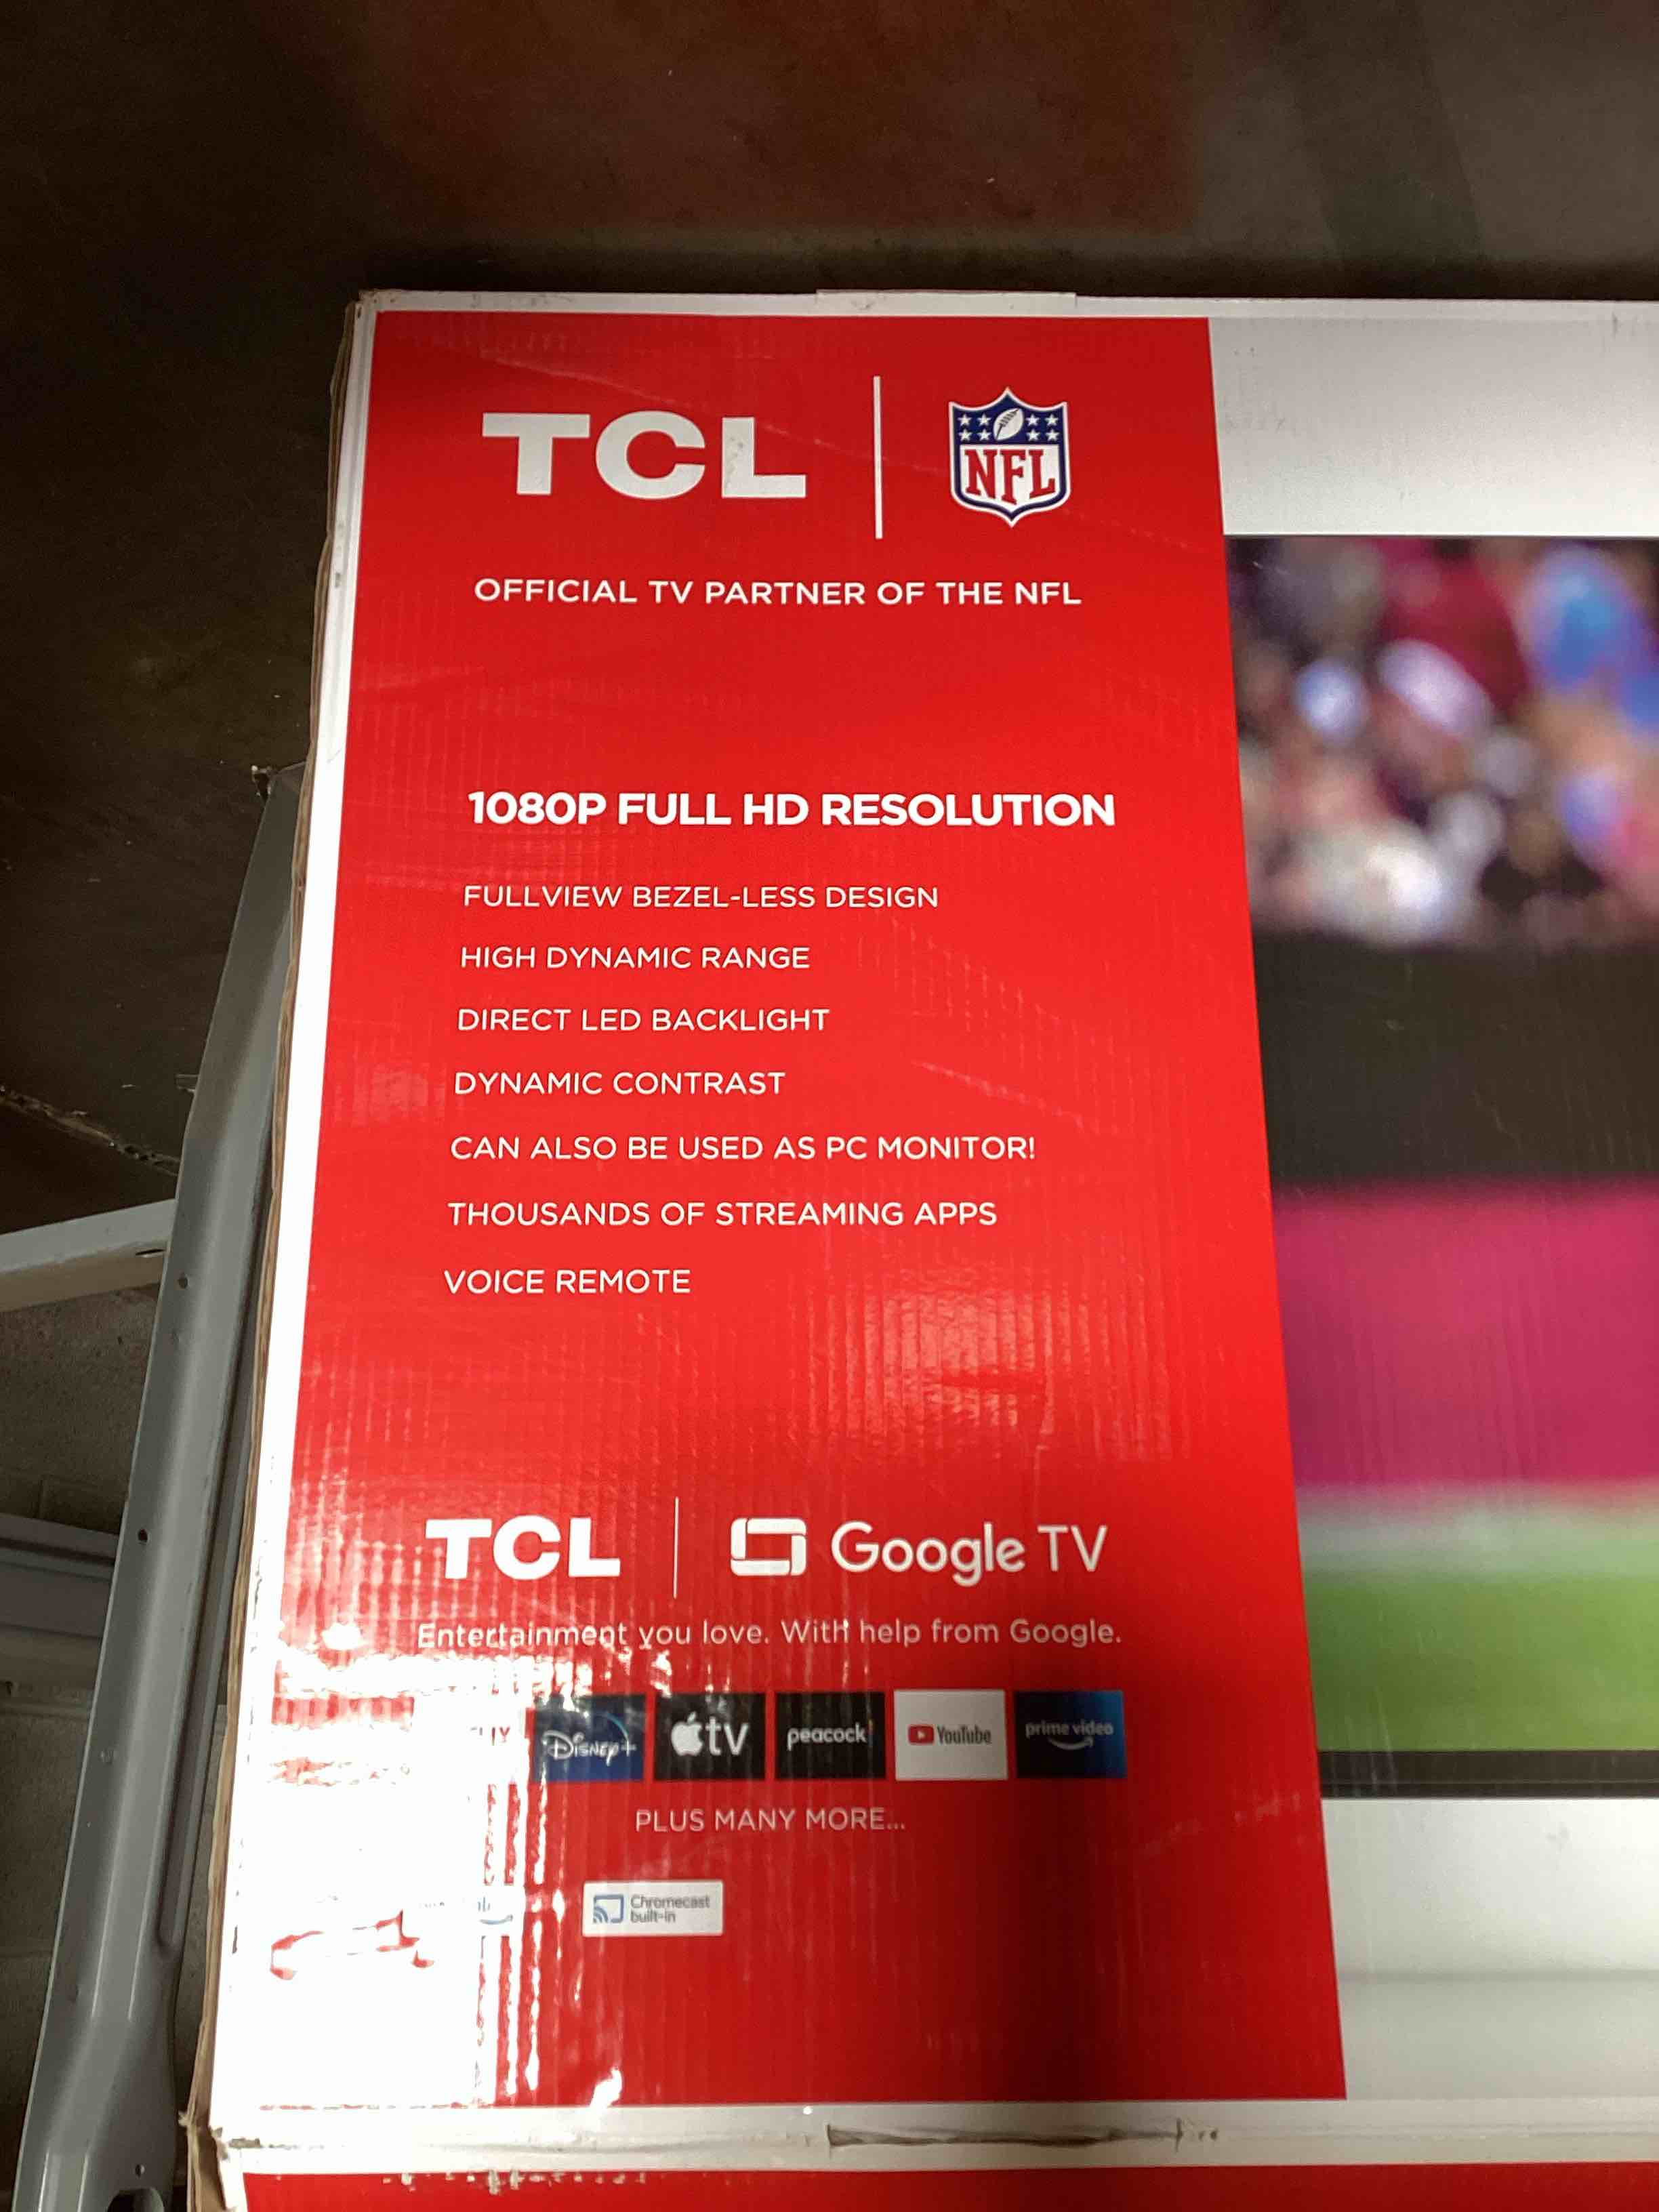 TCL NFL
OFFICIAL TV PARTNER OF THE NFL
1080P FULL HD RESOLUTION
FULLVIEW BEZEL-LESS DESIGN
HIGH DYNAMIC RANGE
DIRECT LED BACKLIGHT
DYNAMIC CONTRAST
CAN ALSO BE USED AS PC MONITOR!
THOUSANDS OF STREAMING APPS
VOICE REMOTE
TCL Google TV
Entertainment you love. With help from Google.
Disney+ tv peacock YouTube prime video
PLUS MANY MORE...
Chromecast
built-in